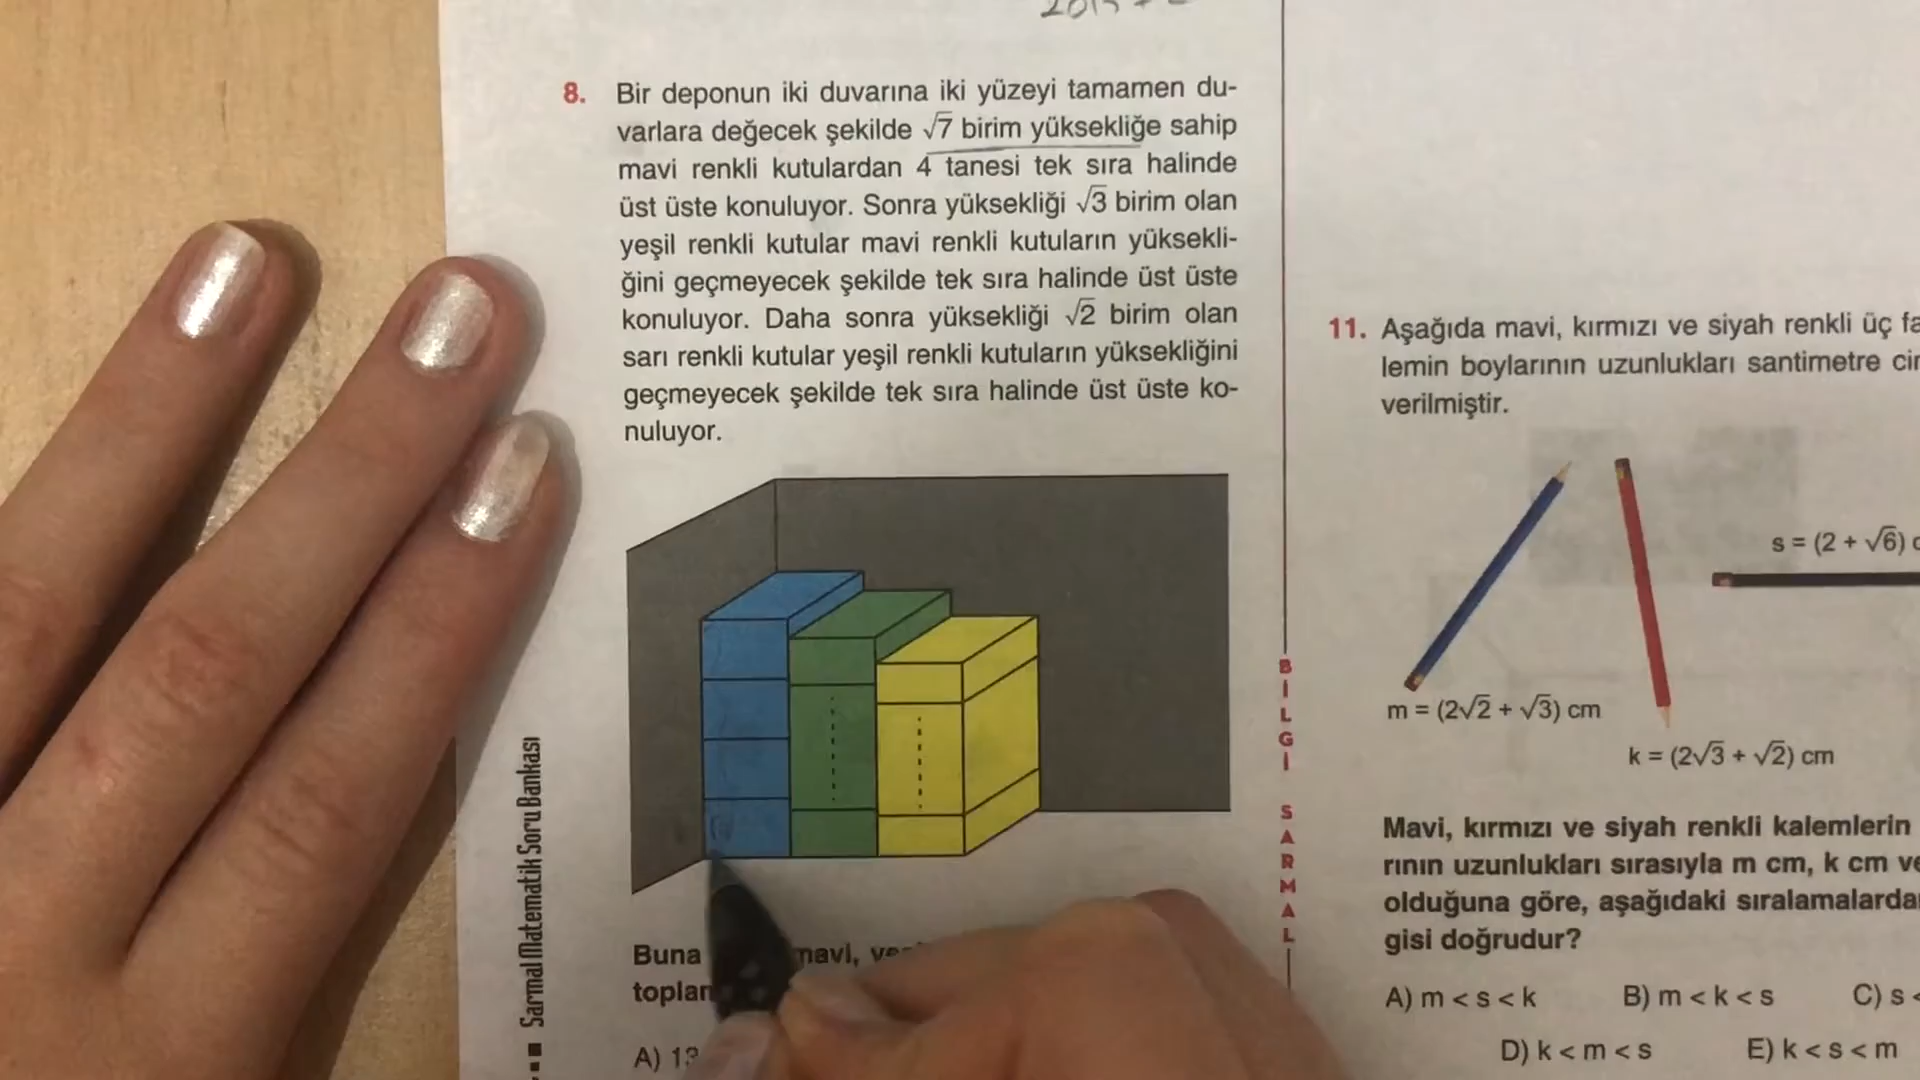 8. Bir deponun iki duvarına iki yüzeyi tamamen du-
varlara değecek şekilde √7 birim yüksekliğe sahip
mavi renkli kutulardan 4 tanesi tek sıra halinde
üst üste konuluyor. Sonra yüksekliği √3 birim olan
yeşil renkli kutular mavi renkli kutuların yüksekli-
ğini geçmeyecek şekilde tek sıra halinde üst üste
konuluyor. Daha sonra yüksekliği √2 birim olan
sarı renkli kutular yeşil renkli kutuların yüksekliğini
geçmeyecek şekilde tek sıra halinde üst üste ko-
nuluyor.
Buna mavi,
toplan
A)
Sarmal Matematik Soru Bankası
BİLGİ SARMAL
11. Aşağıda mavi, kırmızı ve siyah renkli üç fa
lemin boylarının uzunlukları santimetre cin
verilmiştir.
s = (2 + √6) c
m = (2√2 + √3) cm
k = (2√3 + √2) cm
Mavi, kırmızı ve siyah renkli kalemlerin
rının uzunlukları sırasıyla m cm, k cm ve
olduğuna göre, aşağıdaki sıralamalarda
gisi doğrudur?
A) m < s < k B) m < k < s C) s <
D) k < m < s E) k < s < m